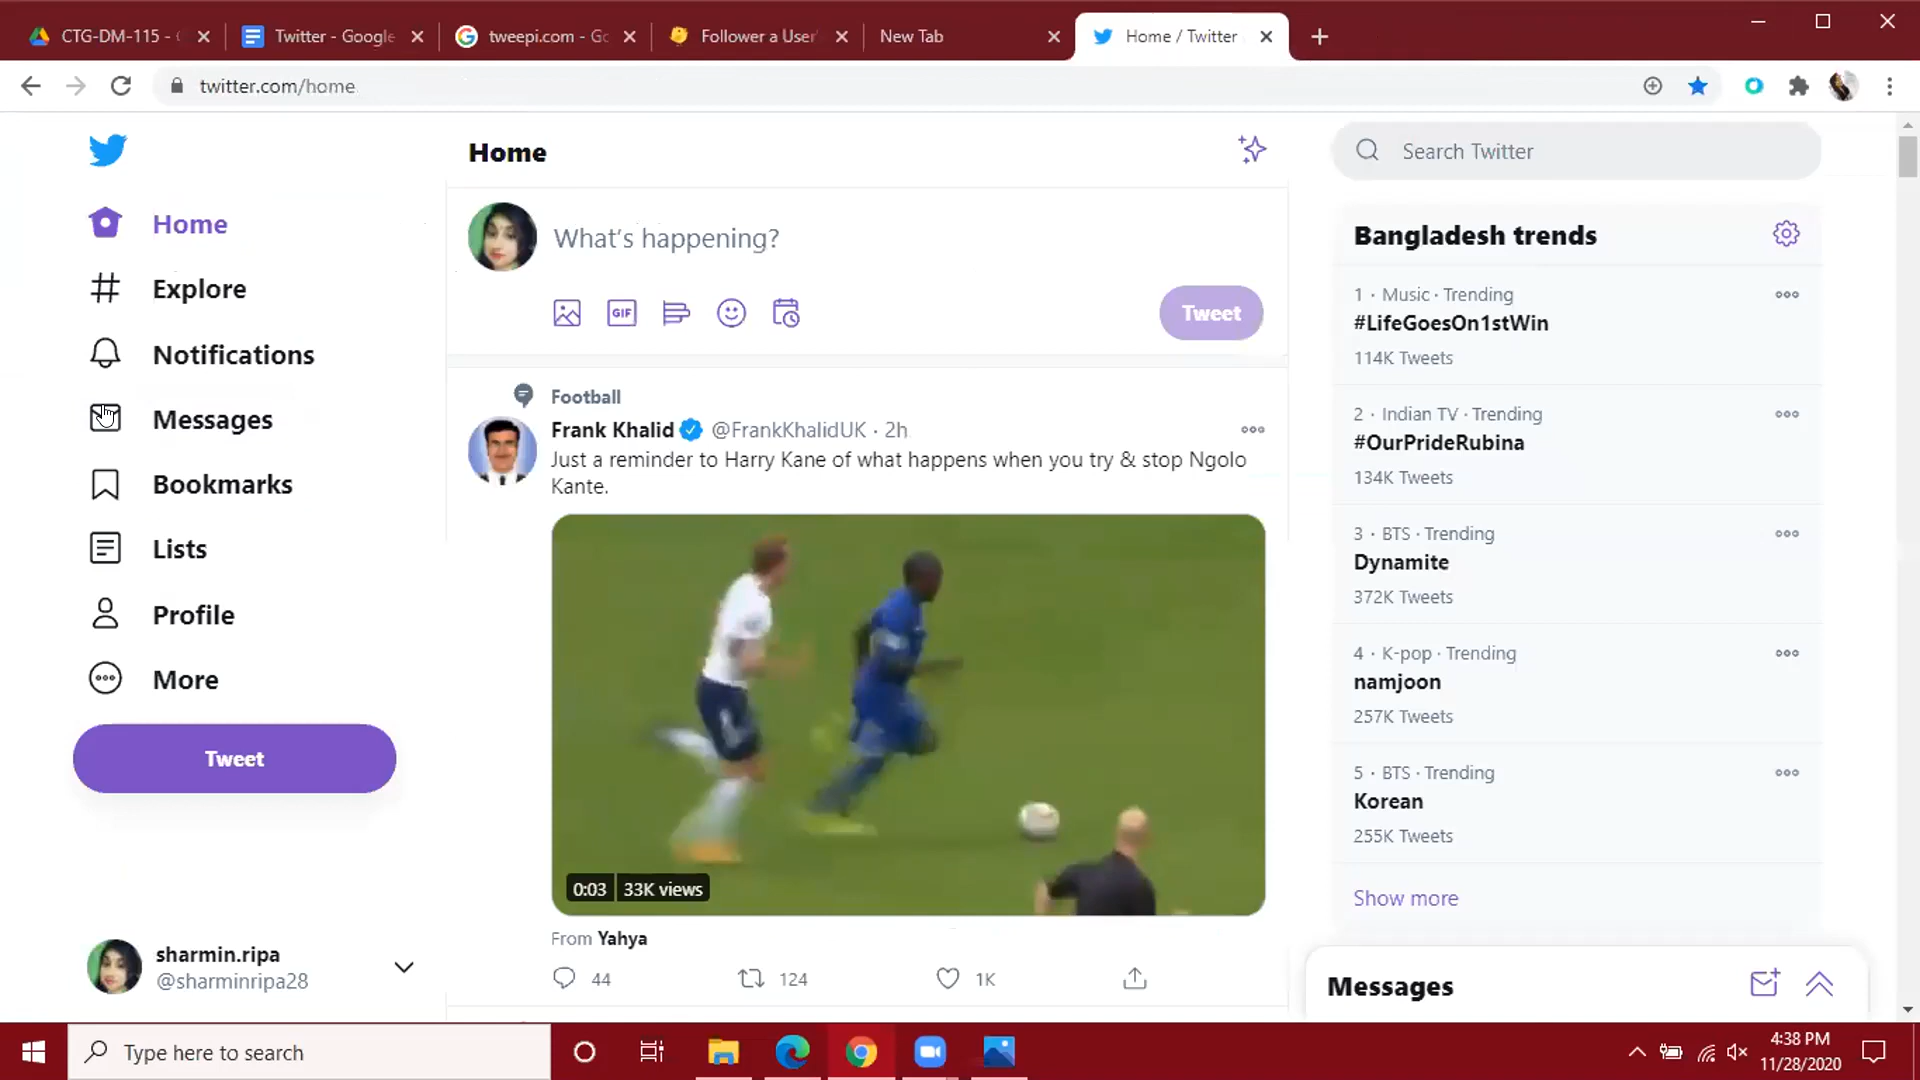 CTG-DM-115 -
Twitter - Google
tweepi.com - Go
Follower a User
New Tab
Home / Twitter
twitter.com/home
Home
Explore
Notifications
Messages
Bookmarks
Lists
Profile
More
Tweet
sharmin.ripa
@sharminripa28
Home
What's happening?
GIF
Tweet
Football
Frank Khalid @FrankKhalidUK · 2h
Just a reminder to Harry Kane of what happens when you try & stop Ngolo
Kante.
0:03 33K views
From Yahya
44 124 1K
Search Twitter
Bangladesh trends
1 · Music · Trending
#LifeGoesOn1stWin
114K Tweets
2 · Indian TV · Trending
#OurPrideRubina
134K Tweets
3 · BTS · Trending
Dynamite
372K Tweets
4 · K-pop · Trending
namjoon
257K Tweets
5 · BTS · Trending
Korean
255K Tweets
Show more
Messages
Type here to search
4:38 PM
11/28/2020